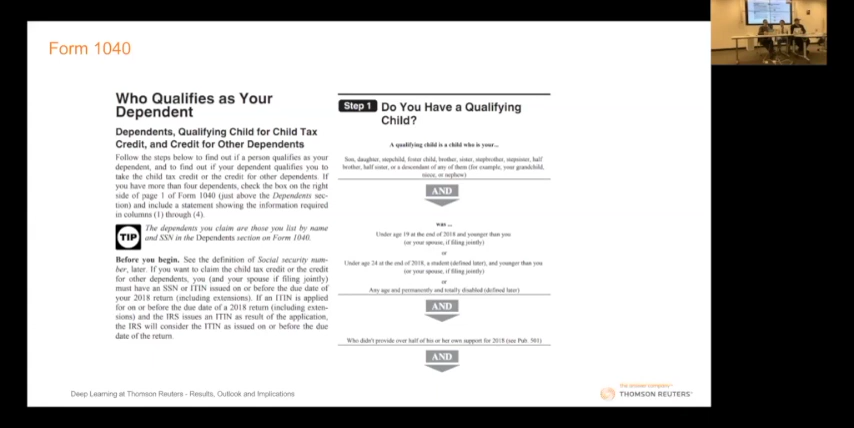 Form 1040
Who Qualifies as Your
Dependent
Dependents, Qualifying Child for Child Tax
Credit, and Credit for Other Dependents
Follow the steps below to find out if a person qualifies as your
dependent, and to find out if your dependent qualifies you to
take the child tax credit or the credit for other dependents. If
you have more than four dependents, check the box on the right
side of page 1 of Form 1040 (just above the Dependents sec-
tion) and include a statement showing the information required
in columns (1) through (4).
TIP
The dependents you claim are those you list by name
and SSN in the Dependents section on Form 1040.
Before you begin. See the definition of Social security num-
ber, later. If you want to claim the child tax credit or the credit
for other dependents, you (and your spouse if filing jointly)
must have an SSN or ITIN issued on or before the due date of
your 2018 return (including extensions). If an ITIN is applied
for on or before the due date of a 2018 return (including exten-
sions) and the IRS issues an ITIN as result of the application,
the IRS will consider the ITIN as issued on or before the due
date of the return.
Step 1 Do You Have a Qualifying
Child?
A qualifying child is a child who is your...
Son, daughter, stepchild, foster child, brother, sister, stepbrother, stepsister, half
brother, half sister, or a descendant of any of them (for example, your grandchild,
niece, or nephew)
AND
was ...
Under age 19 at the end of 2018 and younger than you
(or your spouse, if filing jointly)
or
Under age 24 at the end of 2018, a student (defined later), and younger than you
(or your spouse, if filing jointly)
or
Any age and permanently and totally disabled (defined later)
AND
Who didn't provide over half of his or her own support for 2018 (see Pub. 501)
AND
Deep Learning at Thomson Reuters - Results, Outlook and Implications
the answer company™
THOMSON REUTERS®